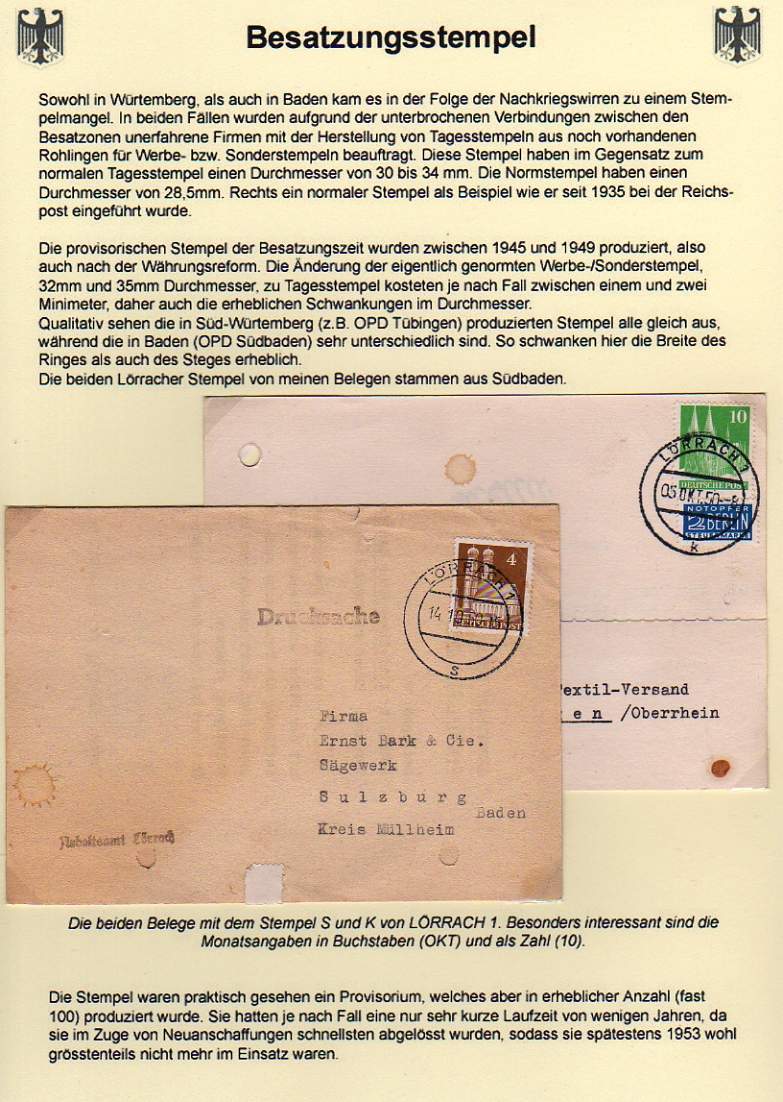 Besatzungsstempel
Sowohl in Würtemberg, als auch in Baden kam es in der Folge der Nachkriegswirren zu einem Stem-
pelmangel. In beiden Fällen wurden aufgrund der unterbrochenen Verbindungen zwischen den
Besatzonen unerfahrene Firmen mit der Herstellung von Tagesstempeln aus noch vorhandenen
Rohlingen für Werbe- bzw. Sonderstempeln beauftragt. Diese Stempel haben im Gegensatz zum
normalen Tagesstempel einen Durchmesser von 30 bis 34 mm. Die Normstempel haben einen
Durchmesser von 28,5mm. Rechts ein normaler Stempel als Beispiel wie er seit 1935 bei der Reichs-
post eingeführt wurde.
Die provisorischen Stempel der Besatzungszeit wurden zwischen 1945 und 1949 produziert, also
auch nach der Währungsreform. Die Änderung der eigentlich genormten Werbe-/Sonderstempel,
32mm und 35mm Durchmesser, zu Tagesstempel kosteten je nach Fall zwischen einem und zwei
Minimeter, daher auch die erheblichen Schwankungen im Durchmesser.
Qualitativ sehen die in Süd-Würtemberg (z.B. OPD Tübingen) produzierten Stempel alle gleich aus,
während die in Baden (OPD Südbaden) sehr unterschiedlich sind. So schwanken hier die Breite des
Ringes als auch des Steges erheblich.
Die beiden Lörracher Stempel von meinen Belegen stammen aus Südbaden.
10
DEUTSCHE POST
LÖRRACH 1
05.OKT.50.-8
k
NOTOPFER
2 BERLIN
STEUERMARKE
4
LÖRRACH 1
14.10.50
s
Drucksache
Textil-Versand
e n /Oberrhein
Firma
Ernst Bark & Cie.
Sägewerk
Sulzburg
Baden
Kreis Müllheim
Arbeitsamt Lörrach
Die beiden Belege mit dem Stempel S und K von LÖRRACH 1. Besonders interessant sind die
Monatsangaben in Buchstaben (OKT) und als Zahl (10).
Die Stempel waren praktisch gesehen ein Provisorium, welches aber in erheblicher Anzahl (fast
100) produziert wurde. Sie hatten je nach Fall eine nur sehr kurze Laufzeit von wenigen Jahren, da
sie im Zuge von Neuanschaffungen schnellsten abgelösst wurden, sodass sie spätestens 1953 wohl
grösstenteils nicht mehr im Einsatz waren.